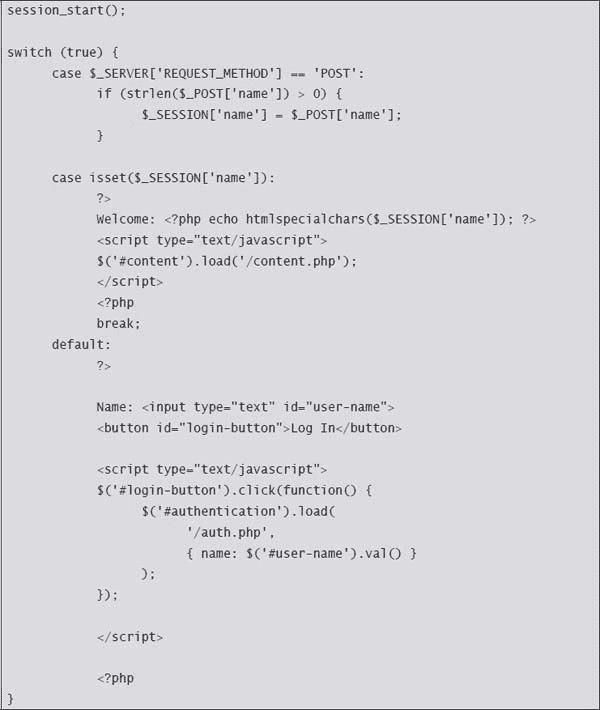 session_start();
switch (true) {
case $_SERVER['REQUEST_METHOD'] == 'POST':
if (strlen($_POST['name']) > 0) {
$_SESSION['name'] = $_POST['name'];
}
case isset($_SESSION['name']):
?>
Welcome: <?php echo htmlspecialchars($_SESSION['name']); ?>
<script type="text/javascript">
$('#content').load('/content.php');
</script>
<?php
break;
default:
?>
Name: <input type="text" id="user-name">
<button id="login-button">Log In</button>
<script type="text/javascript">
$('#login-button').click(function() {
$('#authentication').load(
'/auth.php',
{ name: $('#user-name').val() }
);
});
</script>
<?php
}